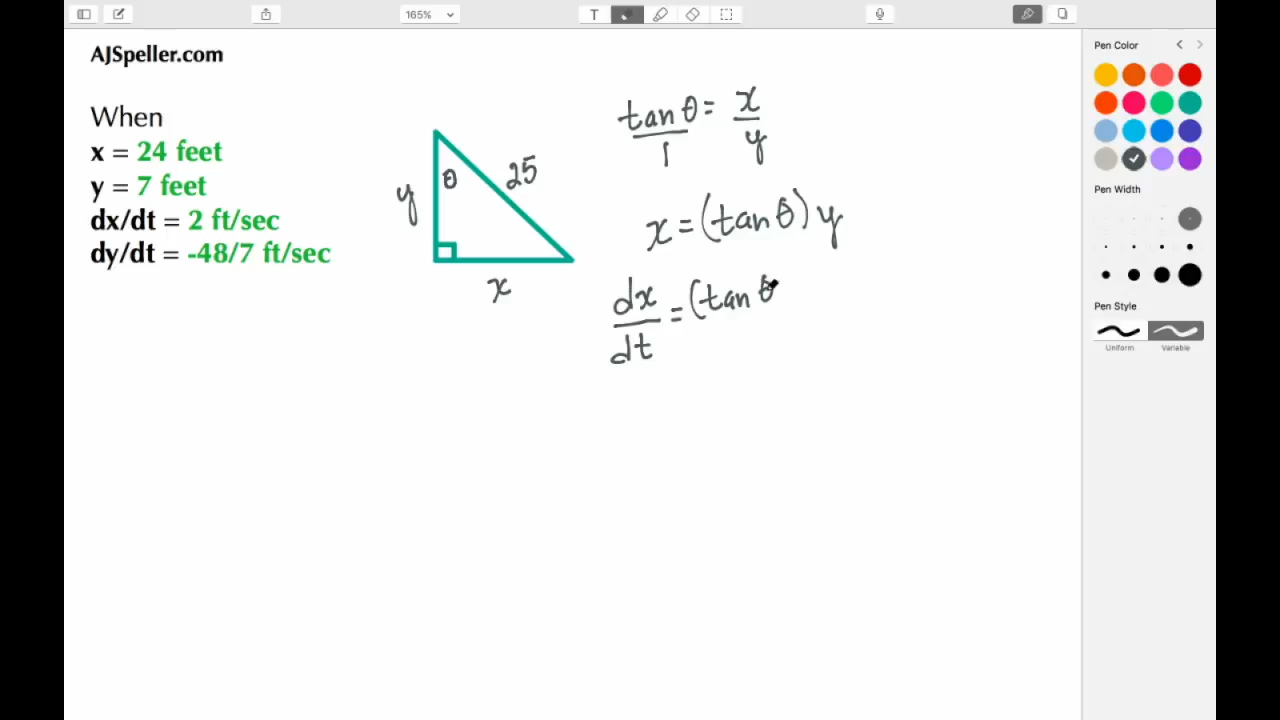 165%
T
AJSpeller.com
When
x = 24 feet
y = 7 feet
dx/dt = 2 ft/sec
dy/dt = -48/7 ft/sec
y
θ
25
x
tan θ = x
1 y
x = (tan θ) y
dx = (tan θ
dt
Pen Color
Pen Width
Pen Style
Uniform Variable